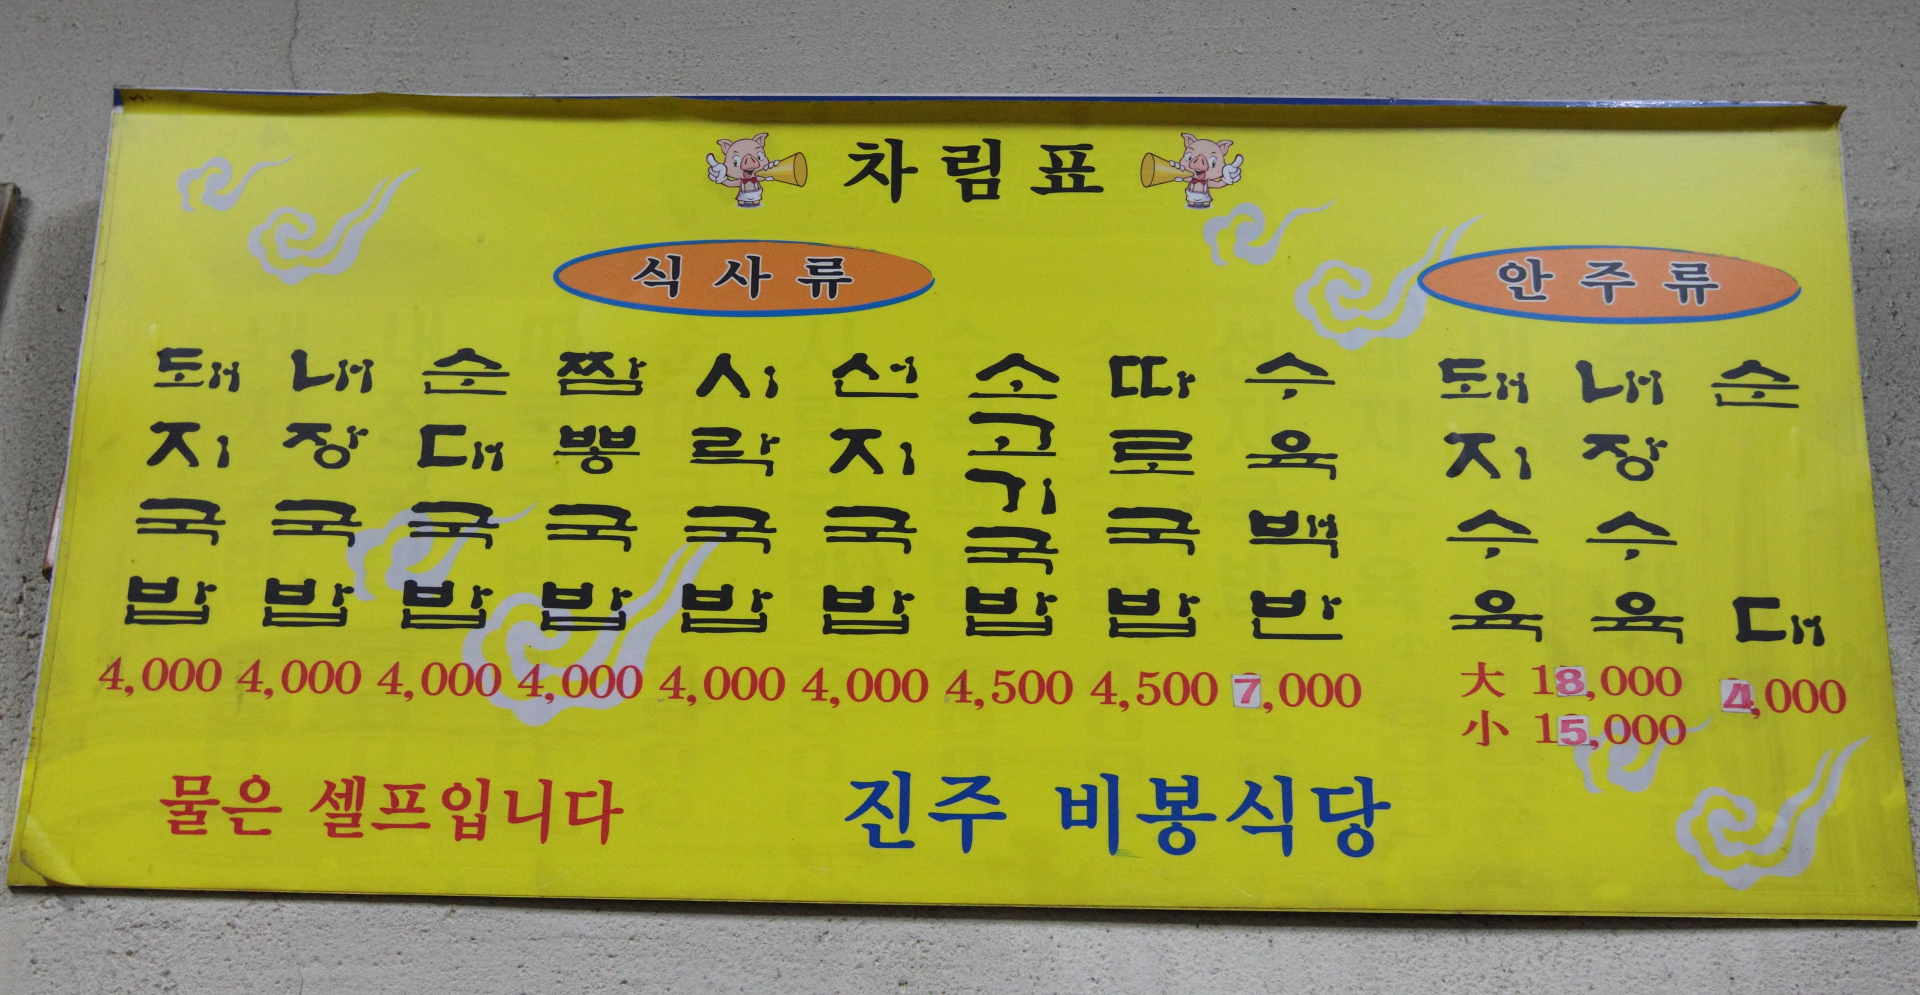 차림표
식사류
돼지국밥 4,000
내장국밥 4,000
순대국밥 4,000
짬뽕국밥 4,000
시락국밥 4,000
선지국밥 4,000
소고기국밥 4,500
따로국밥 4,500
수육백반 7,000
안주류
돼지수육
내장수육
大 18,000
小 15,000
순대 4,000
물은 셀프입니다
진주 비봉식당